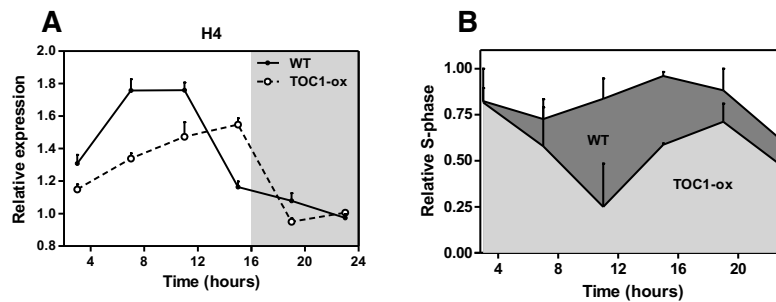 A
H4
Relative expression
2.0
1.8
1.6
1.4
1.2
1.0
0.8
WT
TOC1-ox
4 8 12 16 20 24
Time (hours)
B
Relative S-phase
1.00
0.75
0.50
0.25
0.00
WT
TOC1-ox
4 8 12 16 20
Time (hours)